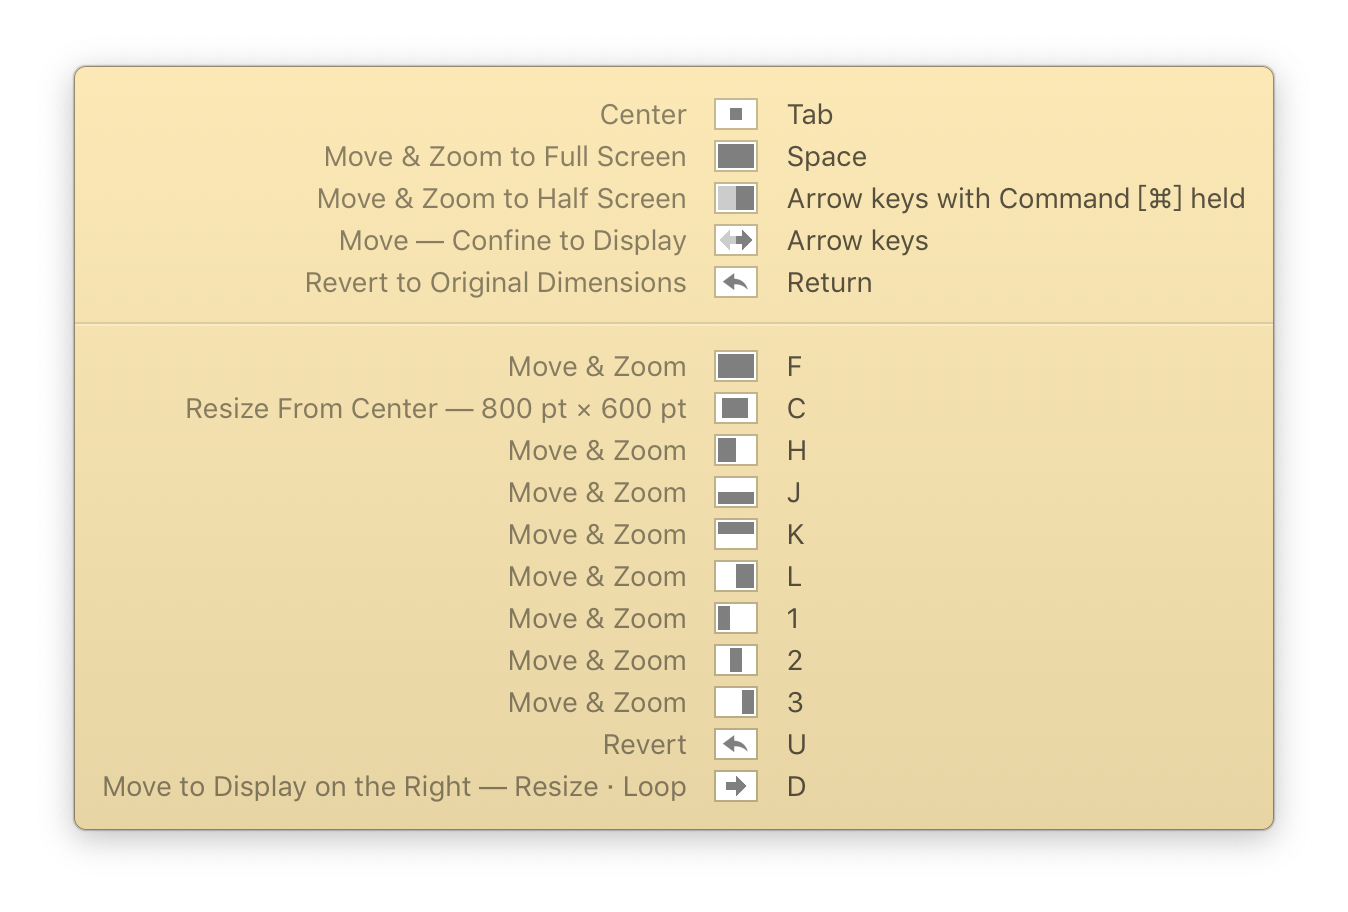 Center Tab
Move & Zoom to Full Screen Space
Move & Zoom to Half Screen Arrow keys with Command [⌘] held
Move — Confine to Display Arrow keys
Revert to Original Dimensions Return
Move & Zoom F
Resize From Center — 800 pt × 600 pt C
Move & Zoom H
Move & Zoom J
Move & Zoom K
Move & Zoom L
Move & Zoom 1
Move & Zoom 2
Move & Zoom 3
Revert U
Move to Display on the Right — Resize · Loop D